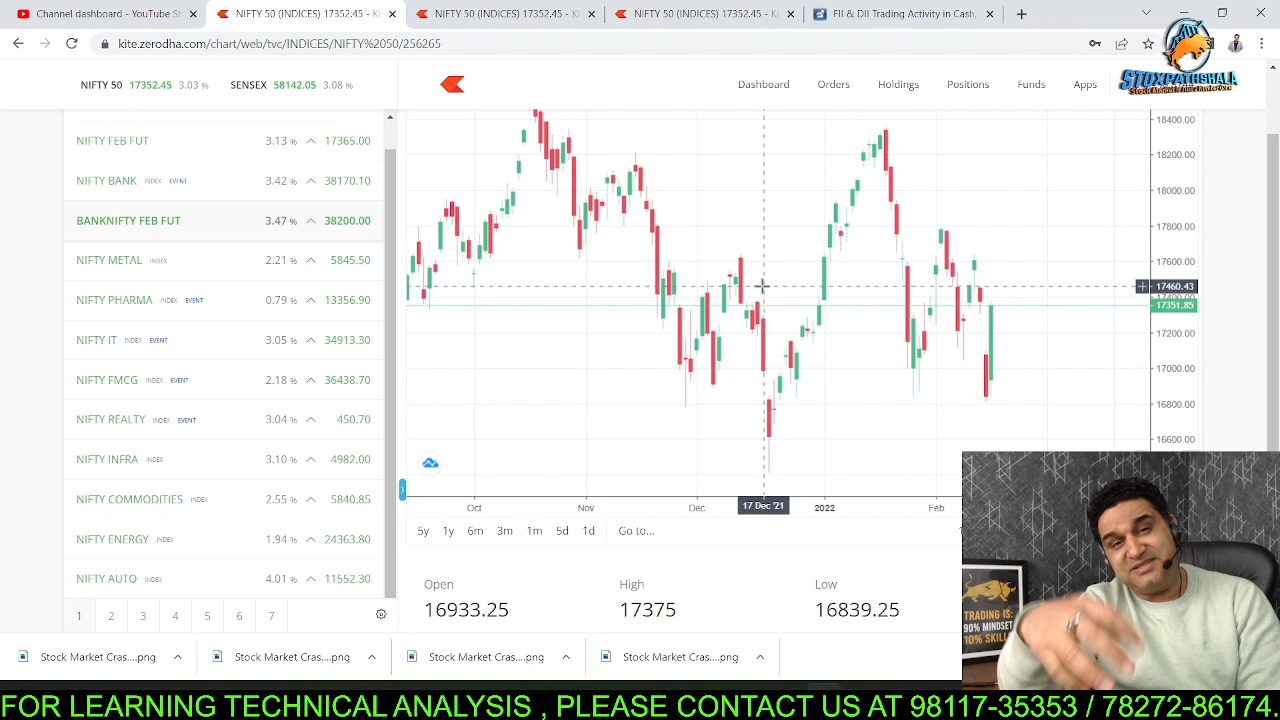 Channel dashboard - YouTube St
NIFTY 50 (INDICES) 17352.45 - Ki
NIFTY 50 (INDICES) 17352.45 - Ki
NIFTY 50 (INDICES) 17352.45 - Ki
FII & DII Trading Activity in Cash,
kite.zerodha.com/chart/web/tvc/INDICES/NIFTY%2050/256265
STOXPATHSHALA
NIFTY 50 17352.45 3.03 % SENSEX 58142.05 3.08 %
Dashboard Orders Holdings Positions Funds Apps
NIFTY FEB FUT 3.13 % 17365.00
NIFTY BANK INDEX EVENT 3.42 % 38170.10
BANKNIFTY FEB FUT 3.47 % 38200.00
NIFTY METAL INDEX 2.21 % 5845.50
NIFTY PHARMA INDEX EVENT 0.79 % 13356.90
NIFTY IT INDEX EVENT 3.05 % 34913.30
NIFTY FMCG INDEX EVENT 2.18 % 36438.70
NIFTY REALTY INDEX EVENT 3.04 % 450.70
NIFTY INFRA INDEX 3.10 % 4982.00
NIFTY COMMODITIES INDEX 2.55 % 5840.85
NIFTY ENERGY INDEX 1.94 % 24363.80
NIFTY AUTO INDEX 4.01 % 11552.30
1 2 3 4 5 6
18400.00
18200.00
18000.00
17800.00
17600.00
17460.43
17400.00
17351.85
17200.00
17000.00
16800.00
16600.00
Oct Nov Dec 17 Dec '21 2022 Feb
5y 1y 6m 3m 1m 5d 1d Go to...
Open High Low
16933.25 17375 16839.25
TRADING IS:
90% MINDSET
10% SKILL
Stock Market Cras....png
Stock Market Cras....png
Stock Market Cras....png
FOR LEARNING TECHNICAL ANALYSIS , PLEASE CONTACT US AT 98117-35353 / 78272-86174.